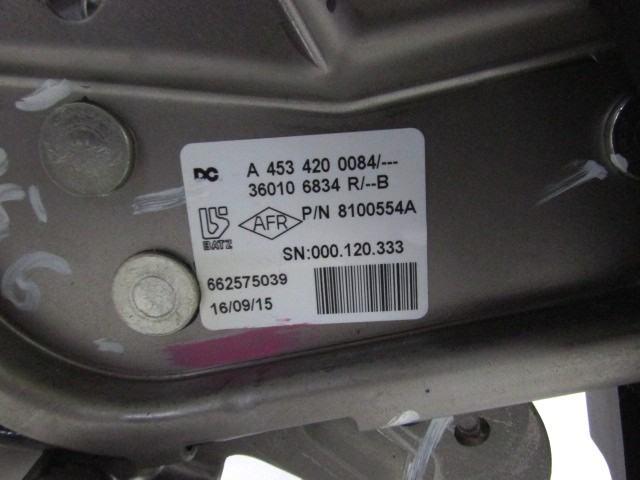 DC A 453 420 0084/---
36010 6834 R/--B
BATZ AFR P/N 8100554A
SN:000.120.333
662575039
16/09/15